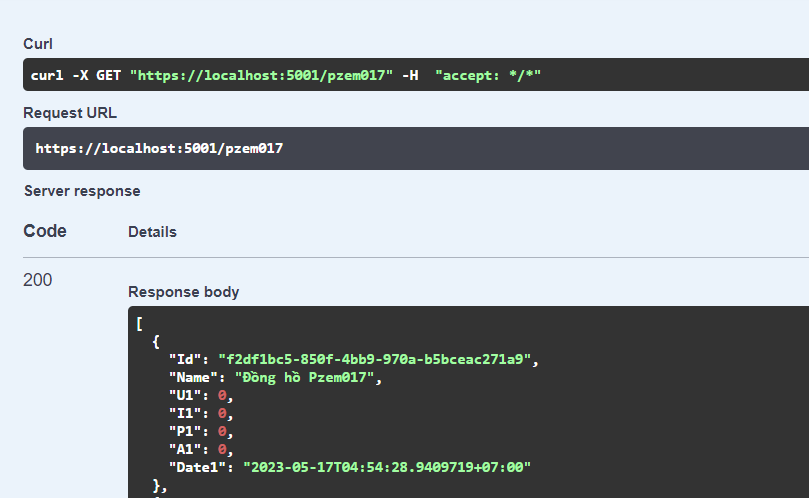 Curl
curl -X GET "https://localhost:5001/pzem017" -H  "accept: */*"
Request URL
https://localhost:5001/pzem017
Server response
Code Details
200
Response body
[
  {
    "Id": "f2df1bc5-850f-4bb9-970a-b5bceac271a9",
    "Name": "Đồng hồ Pzem017",
    "U1": 0,
    "I1": 0,
    "P1": 0,
    "A1": 0,
    "Date1": "2023-05-17T04:54:28.9409719+07:00"
  },